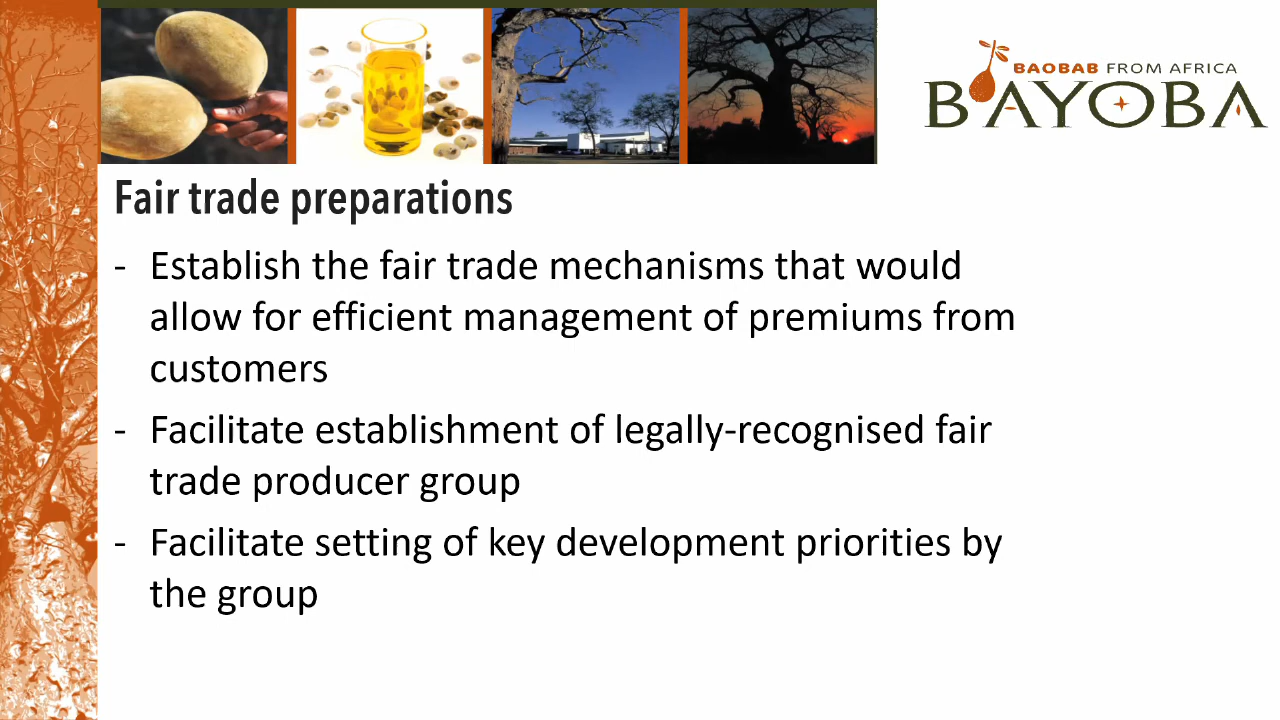 BAOBAB FROM AFRICA
BAYOBA
Fair trade preparations
- Establish the fair trade mechanisms that would
allow for efficient management of premiums from
customers
- Facilitate establishment of legally-recognised fair
trade producer group
- Facilitate setting of key development priorities by
the group